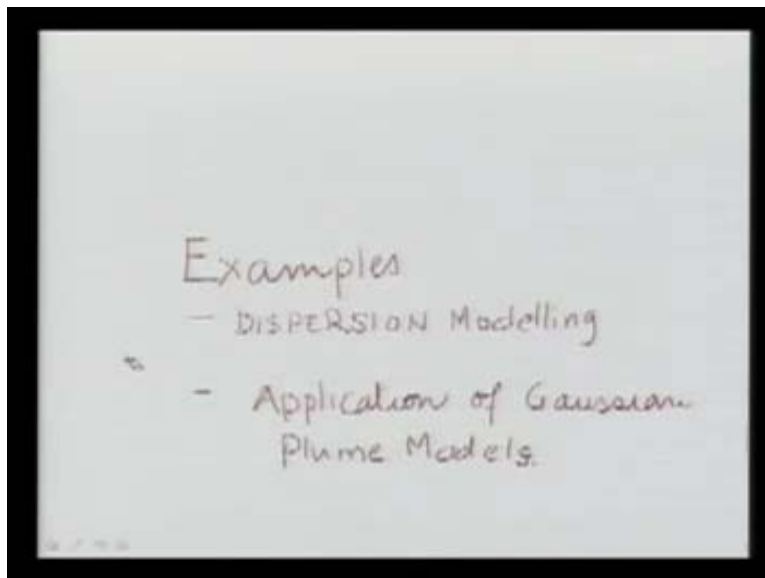 Examples
- DISPERSION Modelling
- Application of Gaussian
Plume Models.